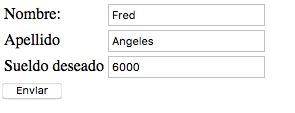 Nombre: Fred
Apellido Angeles
Sueldo deseado 6000
Enviar